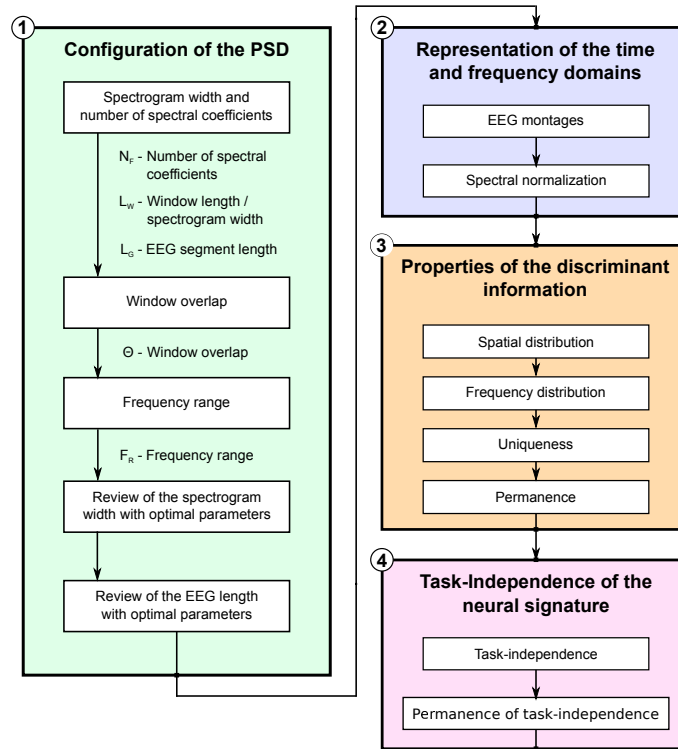 1
Configuration of the PSD
Spectrogram width and
number of spectral coefficients
N_F - Number of spectral
coefficients
L_W - Window length /
spectrogram width
L_G - EEG segment length
Window overlap
Θ - Window overlap
Frequency range
F_R - Frequency range
Review of the spectrogram
width with optimal parameters
Review of the EEG length
with optimal parameters
2
Representation of the time
and frequency domains
EEG montages
Spectral normalization
3
Properties of the discriminant
information
Spatial distribution
Frequency distribution
Uniqueness
Permanence
4
Task-Independence of the
neural signature
Task-independence
Permanence of task-independence